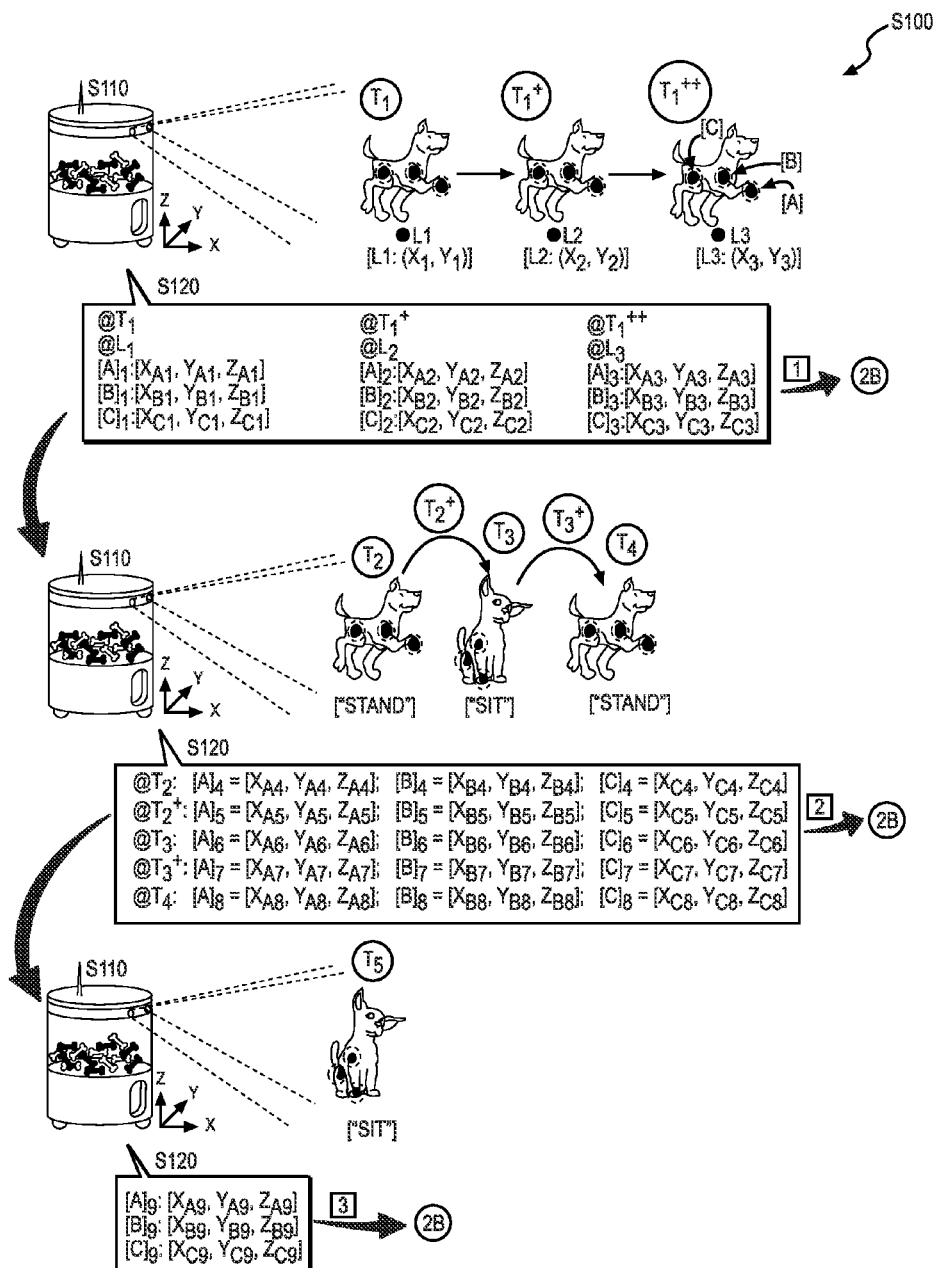 S100
S110
T1 T1+ T1++
[C]
[B]
[A]
Z
Y
X
L1 L2 L3
[L1: (X1, Y1)] [L2: (X2, Y2)] [L3: (X3, Y3)]
S120
@T1 @T1+ @T1++
@L1 @L2 @L3
[A]1:[XA1, YA1, ZA1] [A]2:[XA2, YA2, ZA2] [A]3:[XA3, YA3, ZA3]
[B]1:[XB1, YB1, ZB1] [B]2:[XB2, YB2, ZB2] [B]3:[XB3, YB3, ZB3]
[C]1:[XC1, YC1, ZC1] [C]2:[XC2, YC2, ZC2] [C]3:[XC3, YC3, ZC3]
1 2B
S110
T2 T2+ T3 T3+ T4
Z
Y
X
["STAND"] ["SIT"] ["STAND"]
S120
@T2: [A]4 = [XA4, YA4, ZA4]; [B]4 = [XB4, YB4, ZB4]; [C]4 = [XC4, YC4, ZC4]
@T2+: [A]5 = [XA5, YA5, ZA5]; [B]5 = [XB5, YB5, ZB5]; [C]5 = [XC5, YC5, ZC5]
@T3: [A]6 = [XA6, YA6, ZA6]; [B]6 = [XB6, YB6, ZB6]; [C]6 = [XC6, YC6, ZC6]
@T3+: [A]7 = [XA7, YA7, ZA7]; [B]7 = [XB7, YB7, ZB7]; [C]7 = [XC7, YC7, ZC7]
@T4: [A]8 = [XA8, YA8, ZA8]; [B]8 = [XB8, YB8, ZB8]; [C]8 = [XC8, YC8, ZC8]
2 2B
S110
T5
Z
Y
X
["SIT"]
S120
[A]9: [XA9, YA9, ZA9]
[B]9: [XB9, YB9, ZB9]
[C]9: [XC9, YC9, ZC9]
3 2B